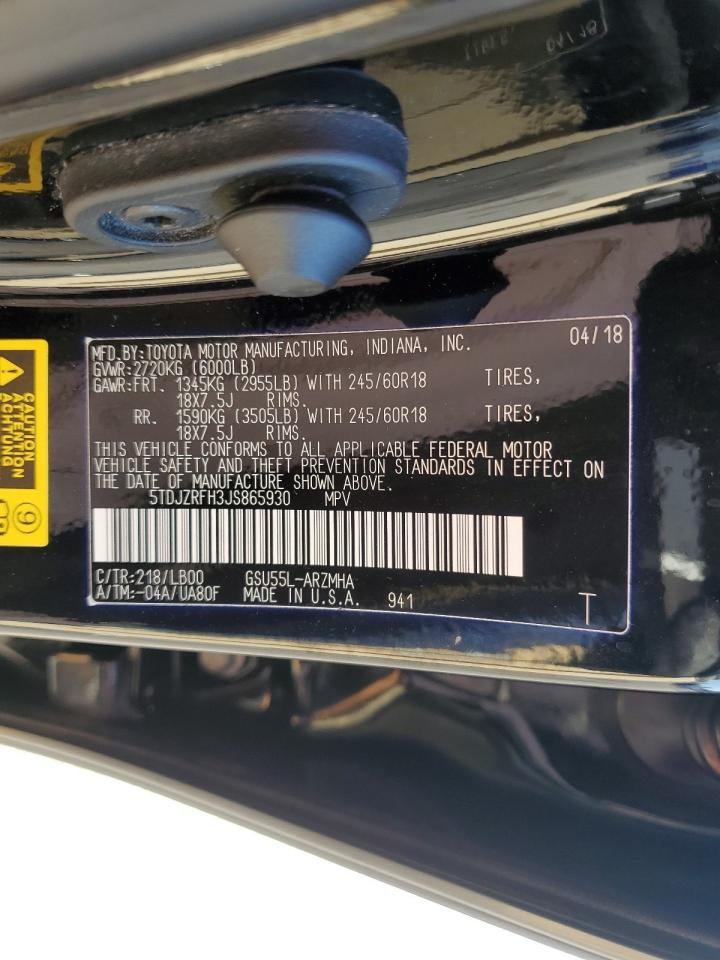 MFD.BY:TOYOTA MOTOR MANUFACTURING, INDIANA, INC. 04/18
GVWR:2720KG (6000LB)
GAWR:FRT. 1345KG (2955LB) WITH 245/60R18 TIRES,
18X7.5J RIMS.
RR. 1590KG (3505LB) WITH 245/60R18 TIRES,
18X7.5J RIMS.
THIS VEHICLE CONFORMS TO ALL APPLICABLE FEDERAL MOTOR
VEHICLE SAFETY AND THEFT PREVENTION STANDARDS IN EFFECT ON
THE DATE OF MANUFACTURE SHOWN ABOVE.
5TDJZRFH3JS865930 MPV
C/TR:218/LB00 GSU55L-ARZMHA
A/TM:-04A/UA80F MADE IN U.S.A. 941 T
CAUTION
ATTENTION
ACHTUNG
9